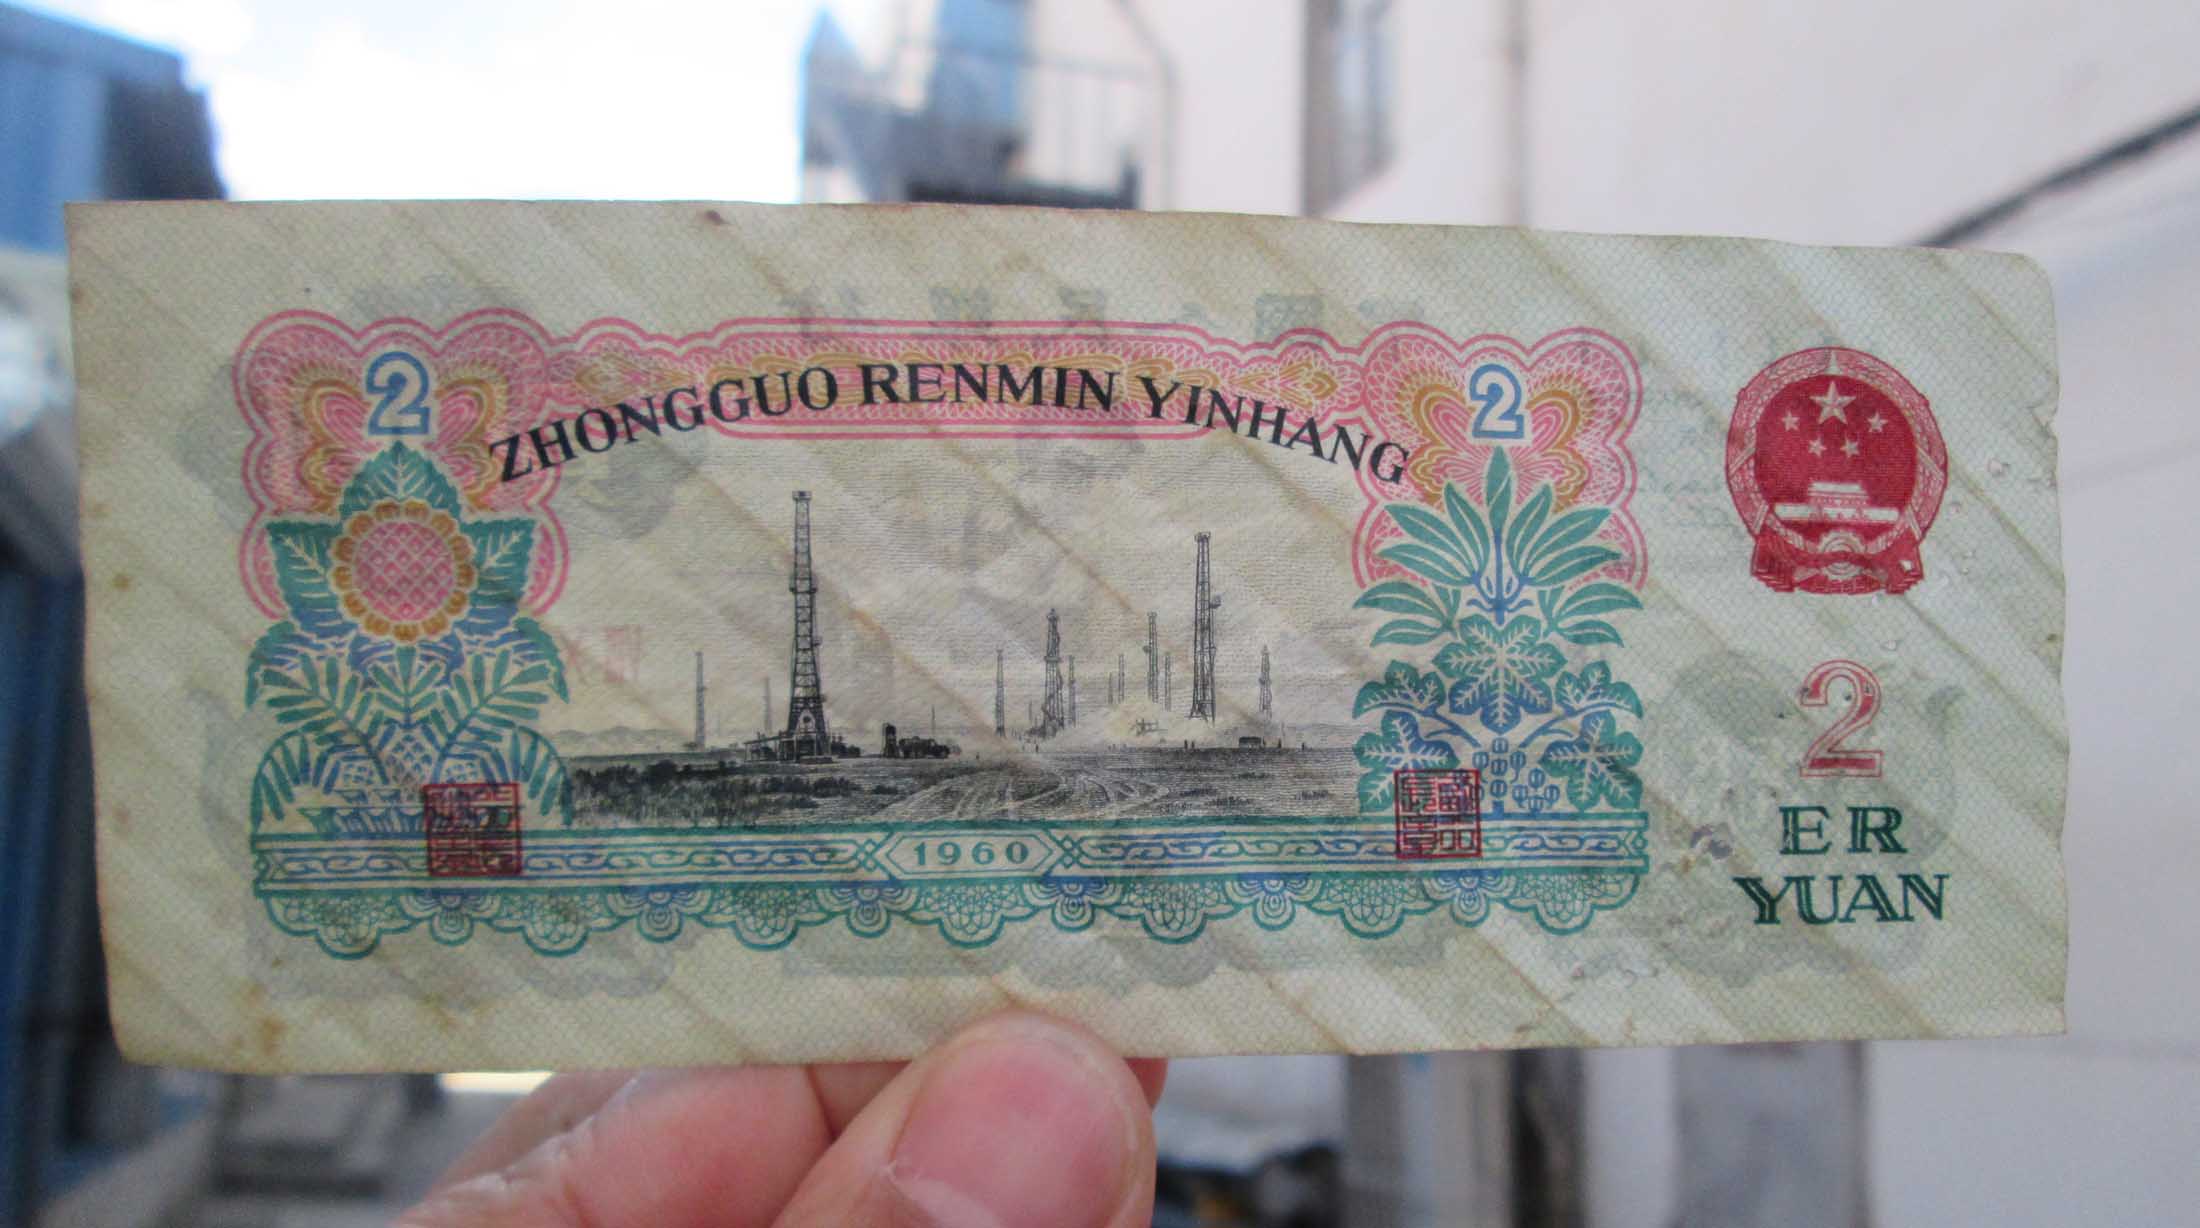 ZHONGGUO RENMIN YINHANG
2
2
1960
2
ER
YUAN